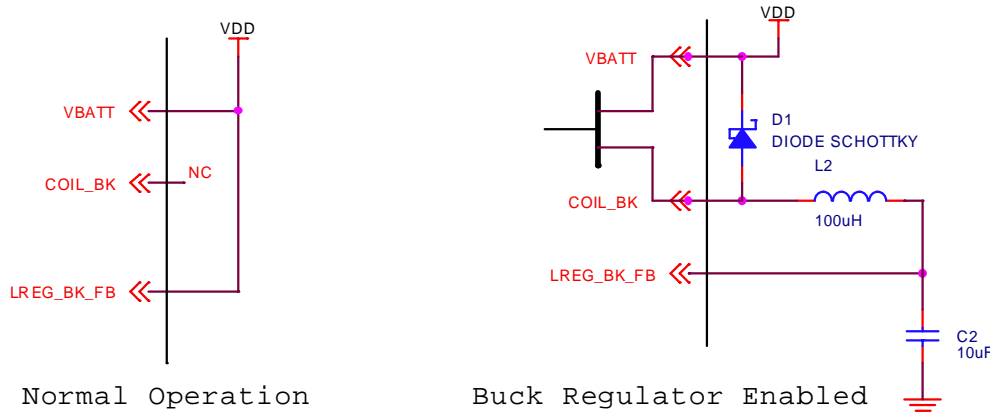 VDD
VBATT
COIL_BK
NC
LREG_BK_FB
Normal Operation
VDD
VBATT
D1
DIODE SCHOTTKY
L2
COIL_BK
100uH
LREG_BK_FB
C2
10uF
Buck Regulator Enabled